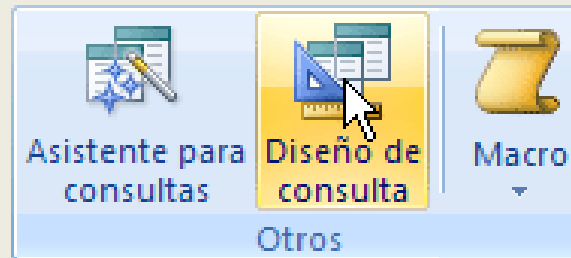 Asistente para
consultas
Diseño de
consulta
Macro
Otros